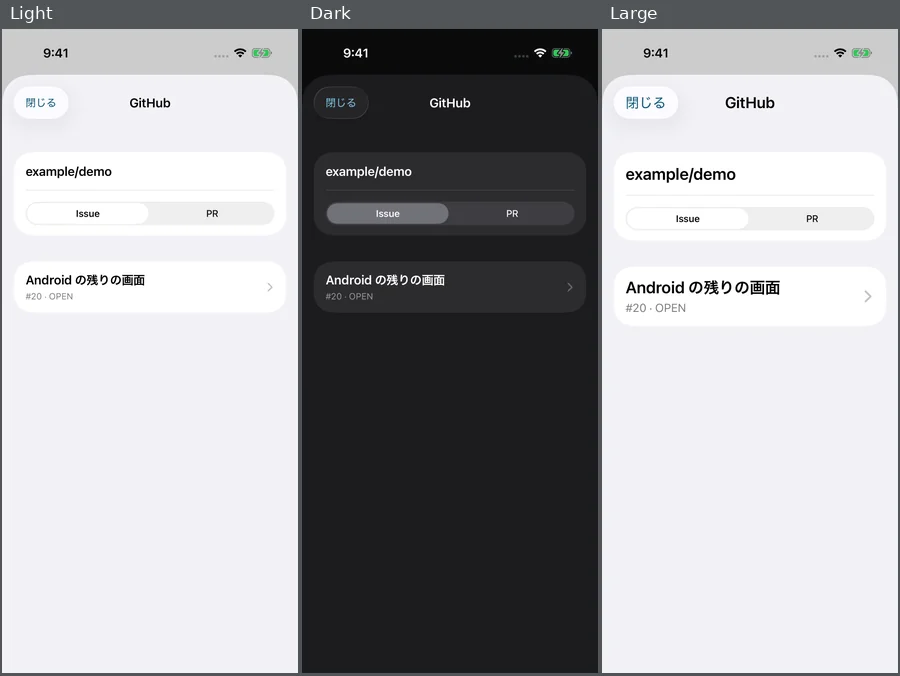 Light
9:41
閉じる
GitHub
example/demo
Issue
PR
Android の残りの画面
#20 · OPEN
Dark
9:41
閉じる
GitHub
example/demo
Issue
PR
Android の残りの画面
#20 · OPEN
Large
9:41
閉じる
GitHub
example/demo
Issue
PR
Android の残りの画面
#20 · OPEN